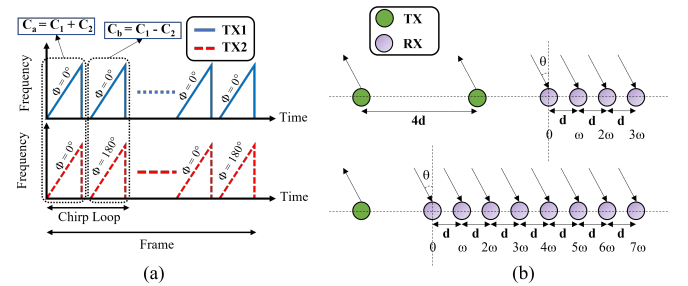 Cₐ = C₁ + C₂
C_b = C₁ - C₂
TX1
TX2
Frequency
Φ = 0°
Φ = 0°
Φ = 0°
Φ = 0°
Time
Frequency
Φ = 0°
Φ = 180°
Φ = 0°
Φ = 180°
Time
Chirp Loop
Frame
(a)
TX
RX
θ
4d
d d d
0 ω 2ω 3ω
θ
d d d d d d d
0 ω 2ω 3ω 4ω 5ω 6ω 7ω
(b)